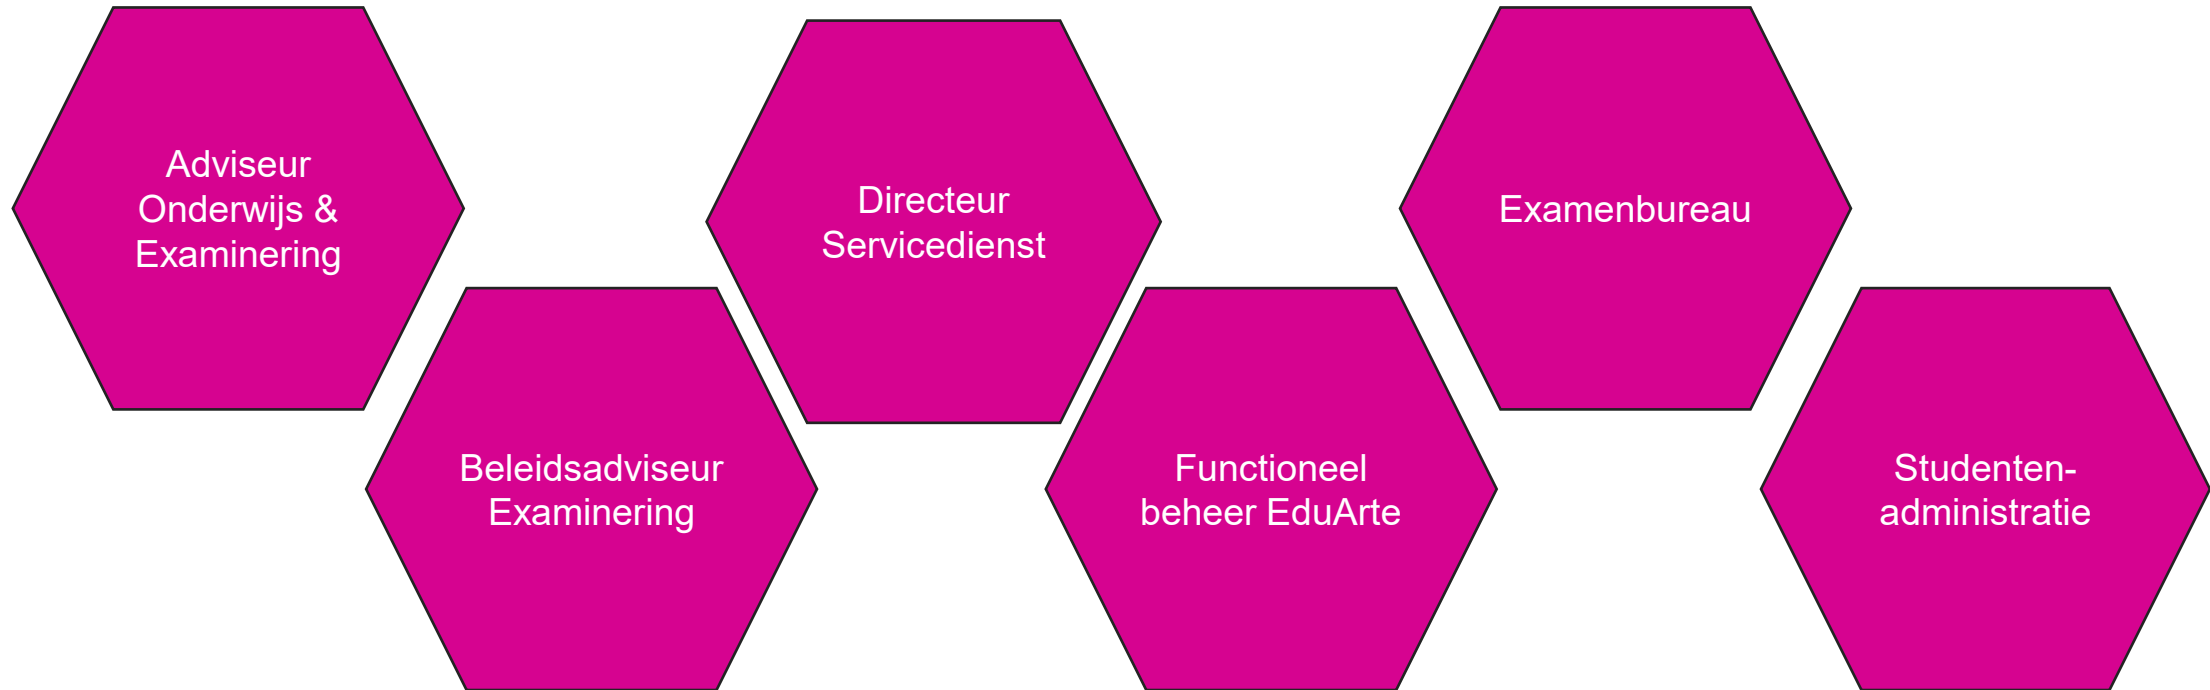 Adviseur
Onderwijs &
Examinering
Beleidsadviseur
Examinering
Directeur
Servicedienst
Functioneel
beheer EduArte
Examenbureau
Studenten-
administratie